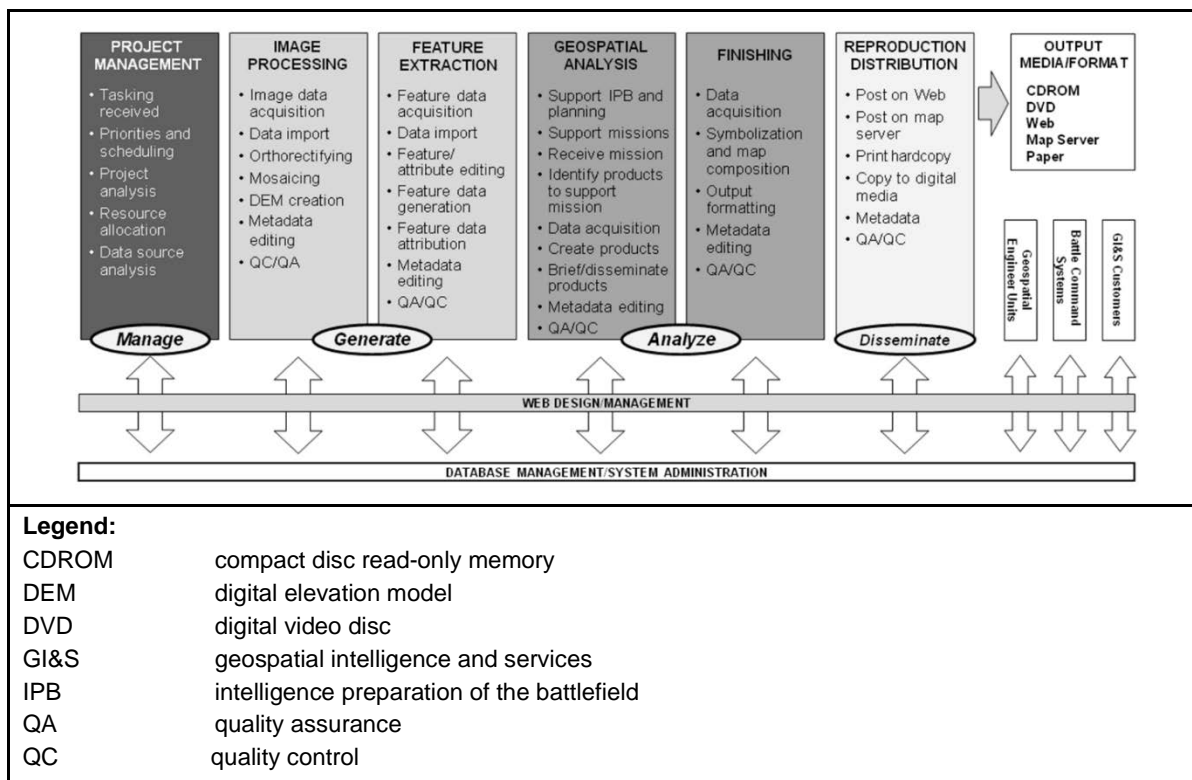 PROJECT
MANAGEMENT
• Tasking
received
• Priorities and
scheduling
• Project
analysis
• Resource
allocation
• Data source
analysis
Manage
IMAGE
PROCESSING
• Image data
acquisition
• Data import
• Orthorectifying
• Mosaicing
• DEM creation
• Metadata
editing
• QC/QA
FEATURE
EXTRACTION
• Feature data
acquisition
• Data import
• Feature/
attribute editing
• Feature data
generation
• Feature data
attribution
• Metadata
editing
• QA/QC
Generate
GEOSPATIAL
ANALYSIS
• Support IPB and
planning
• Support missions
• Receive mission
• Identify products
to support
mission
• Data acquisition
• Create products
• Brief/disseminate
products
• Metadata editing
• QA/QC
FINISHING
• Data
acquisition
• Symbolization
and map
composition
• Output
formatting
• Metadata
editing
• QA/QC
Analyze
REPRODUCTION
DISTRIBUTION
• Post on Web
• Post on map
server
• Print hardcopy
• Copy to digital
media
• Metadata
• QA/QC
Disseminate
OUTPUT
MEDIA/FORMAT
CDROM
DVD
Web
Map Server
Paper
Geospatial
Engineer Units
Battle Command
Systems
GI&S Customers
WEB DESIGN/MANAGEMENT
DATABASE MANAGEMENT/SYSTEM ADMINISTRATION
Legend:
CDROM compact disc read-only memory
DEM digital elevation model
DVD digital video disc
GI&S geospatial intelligence and services
IPB intelligence preparation of the battlefield
QA quality assurance
QC quality control